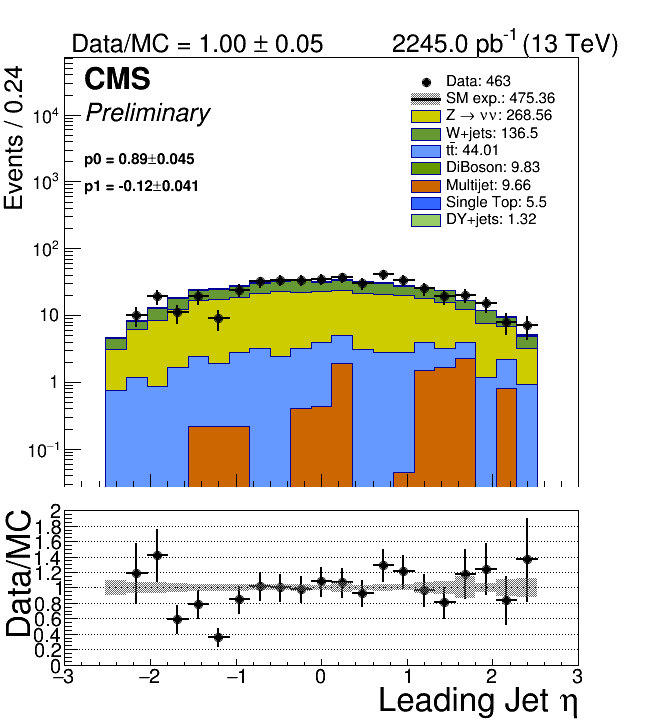 Data/MC = 1.00 ± 0.05 2245.0 pb⁻¹ (13 TeV)
CMS
Preliminary
p0 = 0.89±0.045
p1 = -0.12±0.041
Data: 463
SM exp.: 475.36
Z → νν: 268.56
W+jets: 136.5
tt̄: 44.01
DiBoson: 9.83
Multijet: 9.66
Single Top: 5.5
DY+jets: 1.32
Events / 0.24
10⁴
10³
10²
10
1
10⁻¹
Data/MC
2
1.8
1.6
1.4
1.2
1
0.8
0.6
0.4
0.2
0
−3 −2 −1 0 1 2 3
Leading Jet η